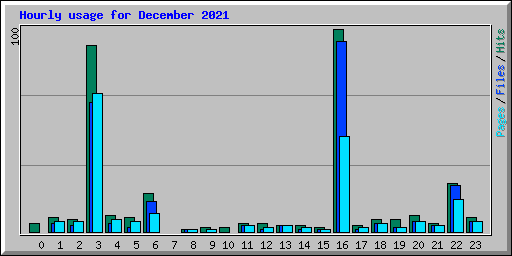 Hourly usage for December 2021
100
Pages/Files/Hits
0 1 2 3 4 5 6 7 8 9 10 11 12 13 14 15 16 17 18 19 20 21 22 23